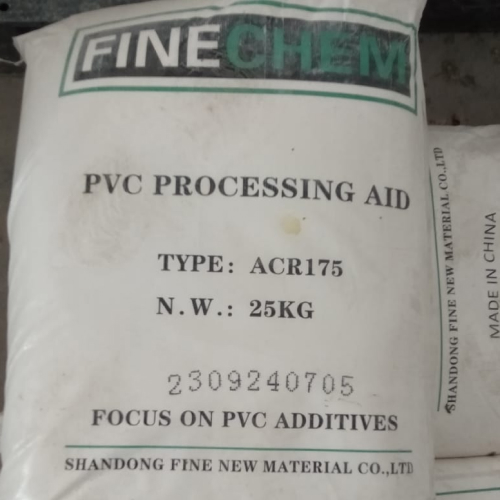 FINECHEM
PVC PROCESSING AID
TYPE: ACR175
N.W.: 25KG
2309240705
FOCUS ON PVC ADDITIVES
SHANDONG FINE NEW MATERIAL CO.,LTD
SHANDONG FINE NEW MATERIAL CO.,LTD
MADE IN CHINA